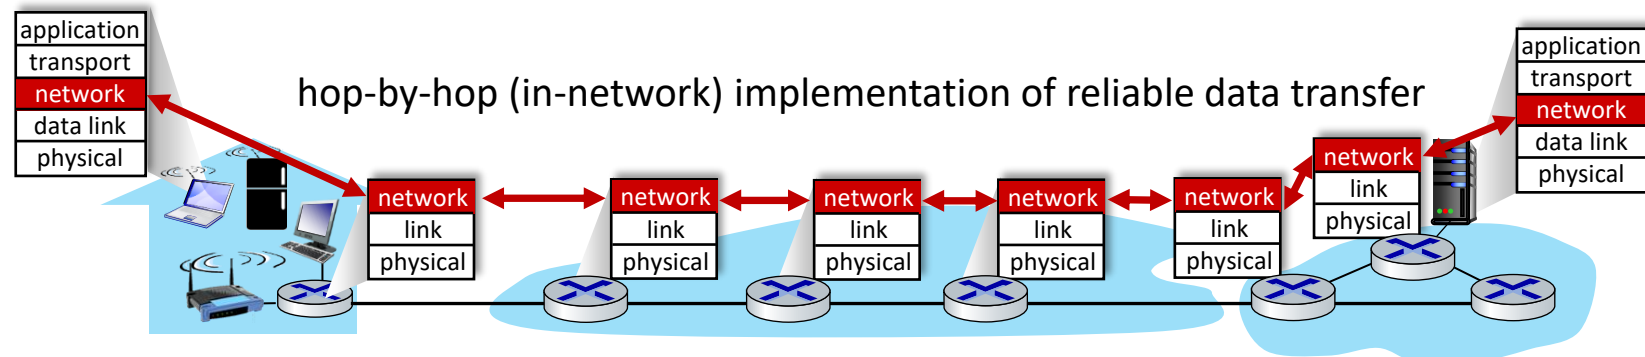 application
transport
network
data link
physical
hop-by-hop (in-network) implementation of reliable data transfer
network
link
physical
network
link
physical
network
link
physical
network
link
physical
network
link
physical
network
link
physical
application
transport
network
data link
physical